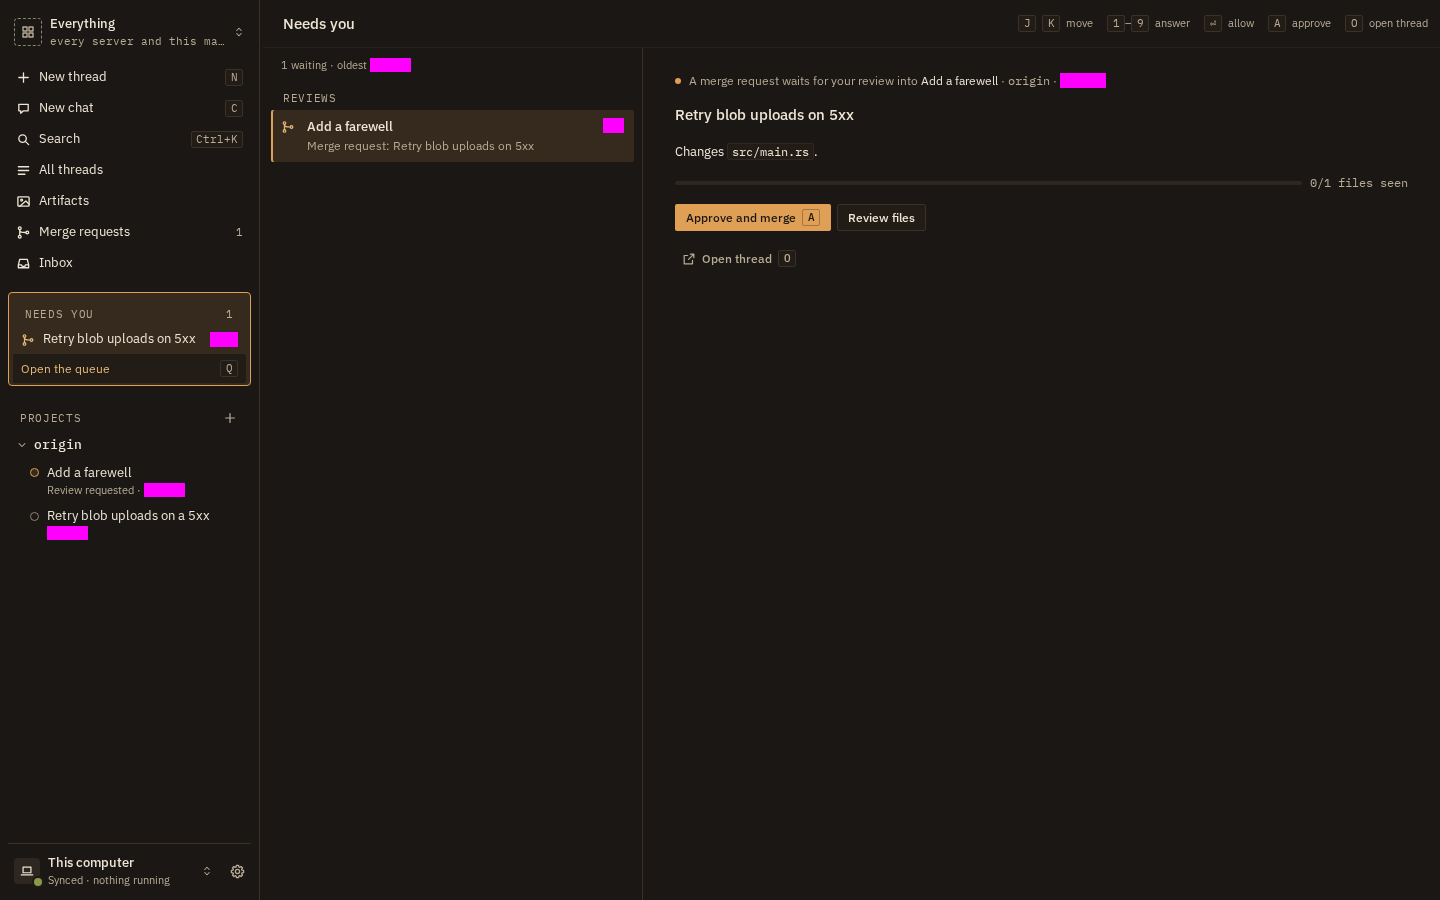 Everything
every server and this ma…
New thread N
New chat C
Search Ctrl+K
All threads
Artifacts
Merge requests 1
Inbox
NEEDS YOU 1
Retry blob uploads on 5xx
Open the queue Q
PROJECTS
origin
Add a farewell
Review requested ·
Retry blob uploads on a 5xx
This computer
Synced · nothing running
Needs you
J K move 1–9 answer ⏎ allow A approve O open thread
1 waiting · oldest
REVIEWS
Add a farewell
Merge request: Retry blob uploads on 5xx
A merge request waits for your review into Add a farewell · origin ·
Retry blob uploads on 5xx
Changes src/main.rs.
0/1 files seen
Approve and merge A Review files
Open thread O